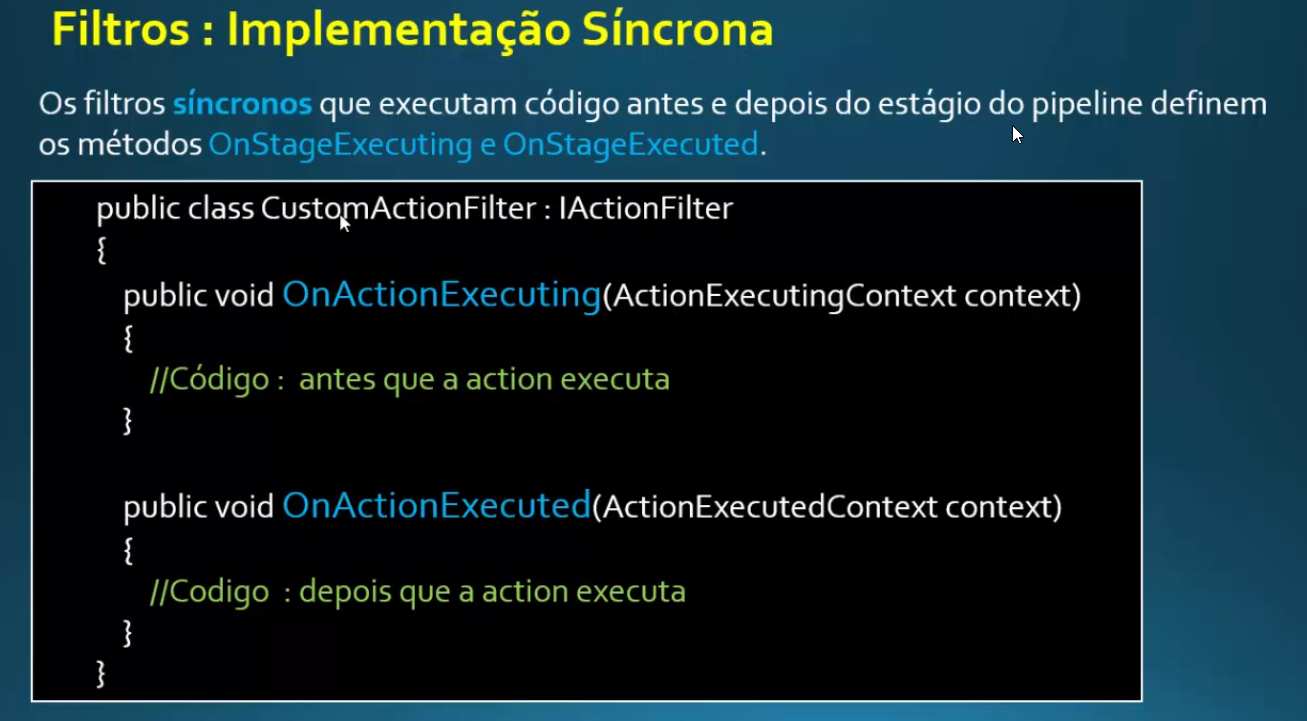 Filtros : Implementação Síncrona
Os filtros síncronos que executam código antes e depois do estágio do pipeline definem
os métodos OnStageExecuting e OnStageExecuted.
public class CustomActionFilter : IActionFilter
{
public void OnActionExecuting(ActionExecutingContext context)
{
//Código : antes que a action executa
}
public void OnActionExecuted(ActionExecutedContext context)
{
//Codigo : depois que a action executa
}
}